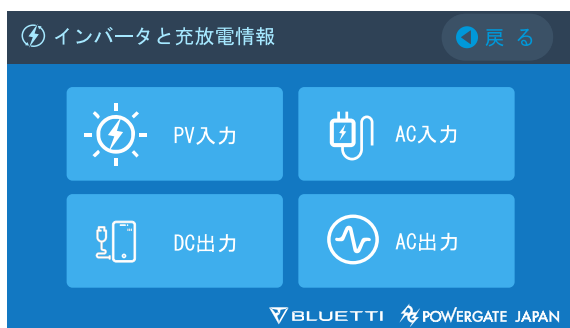 インバータと充放電情報
戻る
PV入力
AC入力
DC出力
AC出力
BLUETTI POWERGATE JAPAN